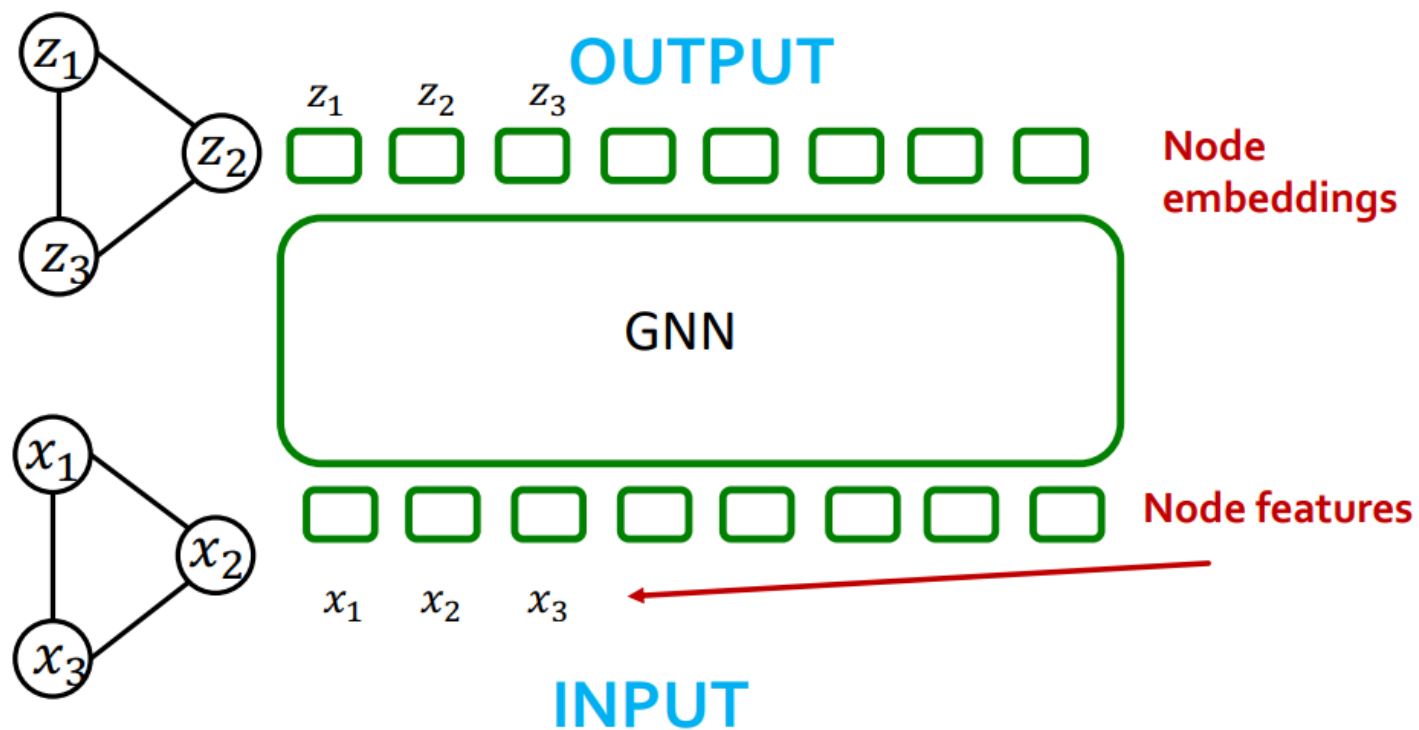 z₁
OUTPUT
z₁ z₂ z₃
z₂
Node
embeddings
z₃
GNN
x₁
Node features
x₂
x₁ x₂ x₃
x₃
INPUT